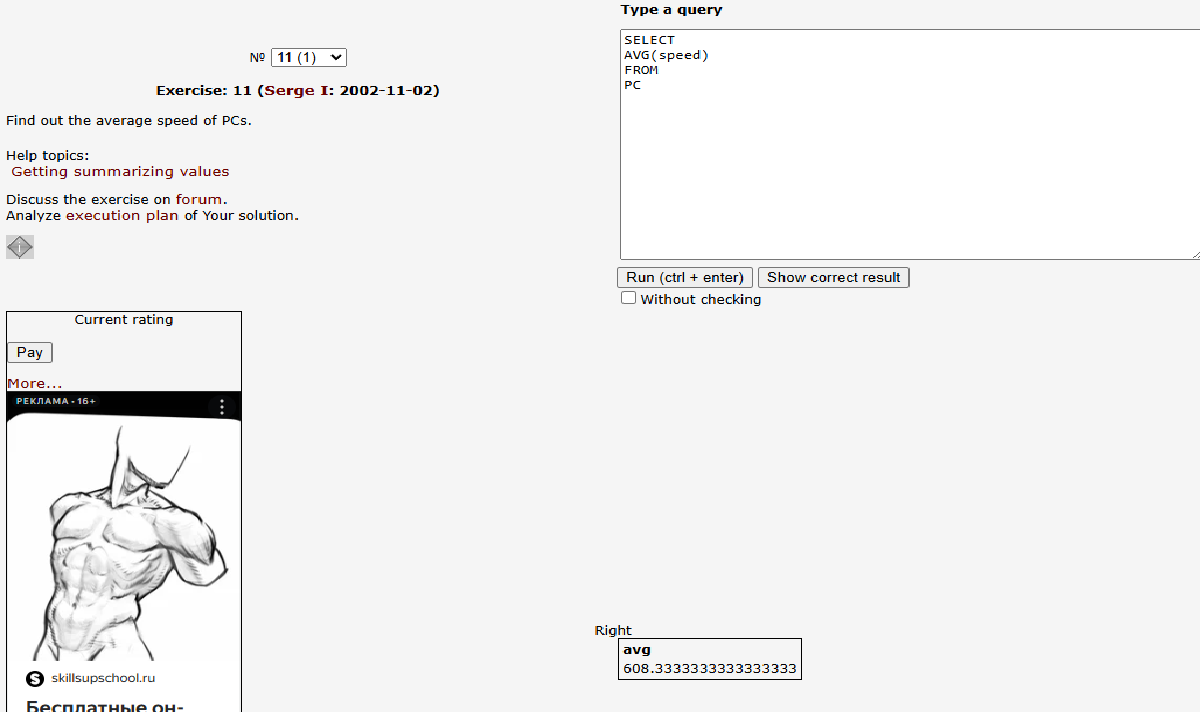 № 11 (1)
Exercise: 11 (Serge I: 2002-11-02)
Find out the average speed of PCs.
Help topics:
Getting summarizing values
Discuss the exercise on forum.
Analyze execution plan of Your solution.
i
Current rating
Pay
More...
РЕКЛАМА • 16+
S skillsupschool.ru
Бесплатные он-
Type a query
SELECT
AVG(speed)
FROM
PC
Run (ctrl + enter) Show correct result
Without checking
Right
avg
608.3333333333333333